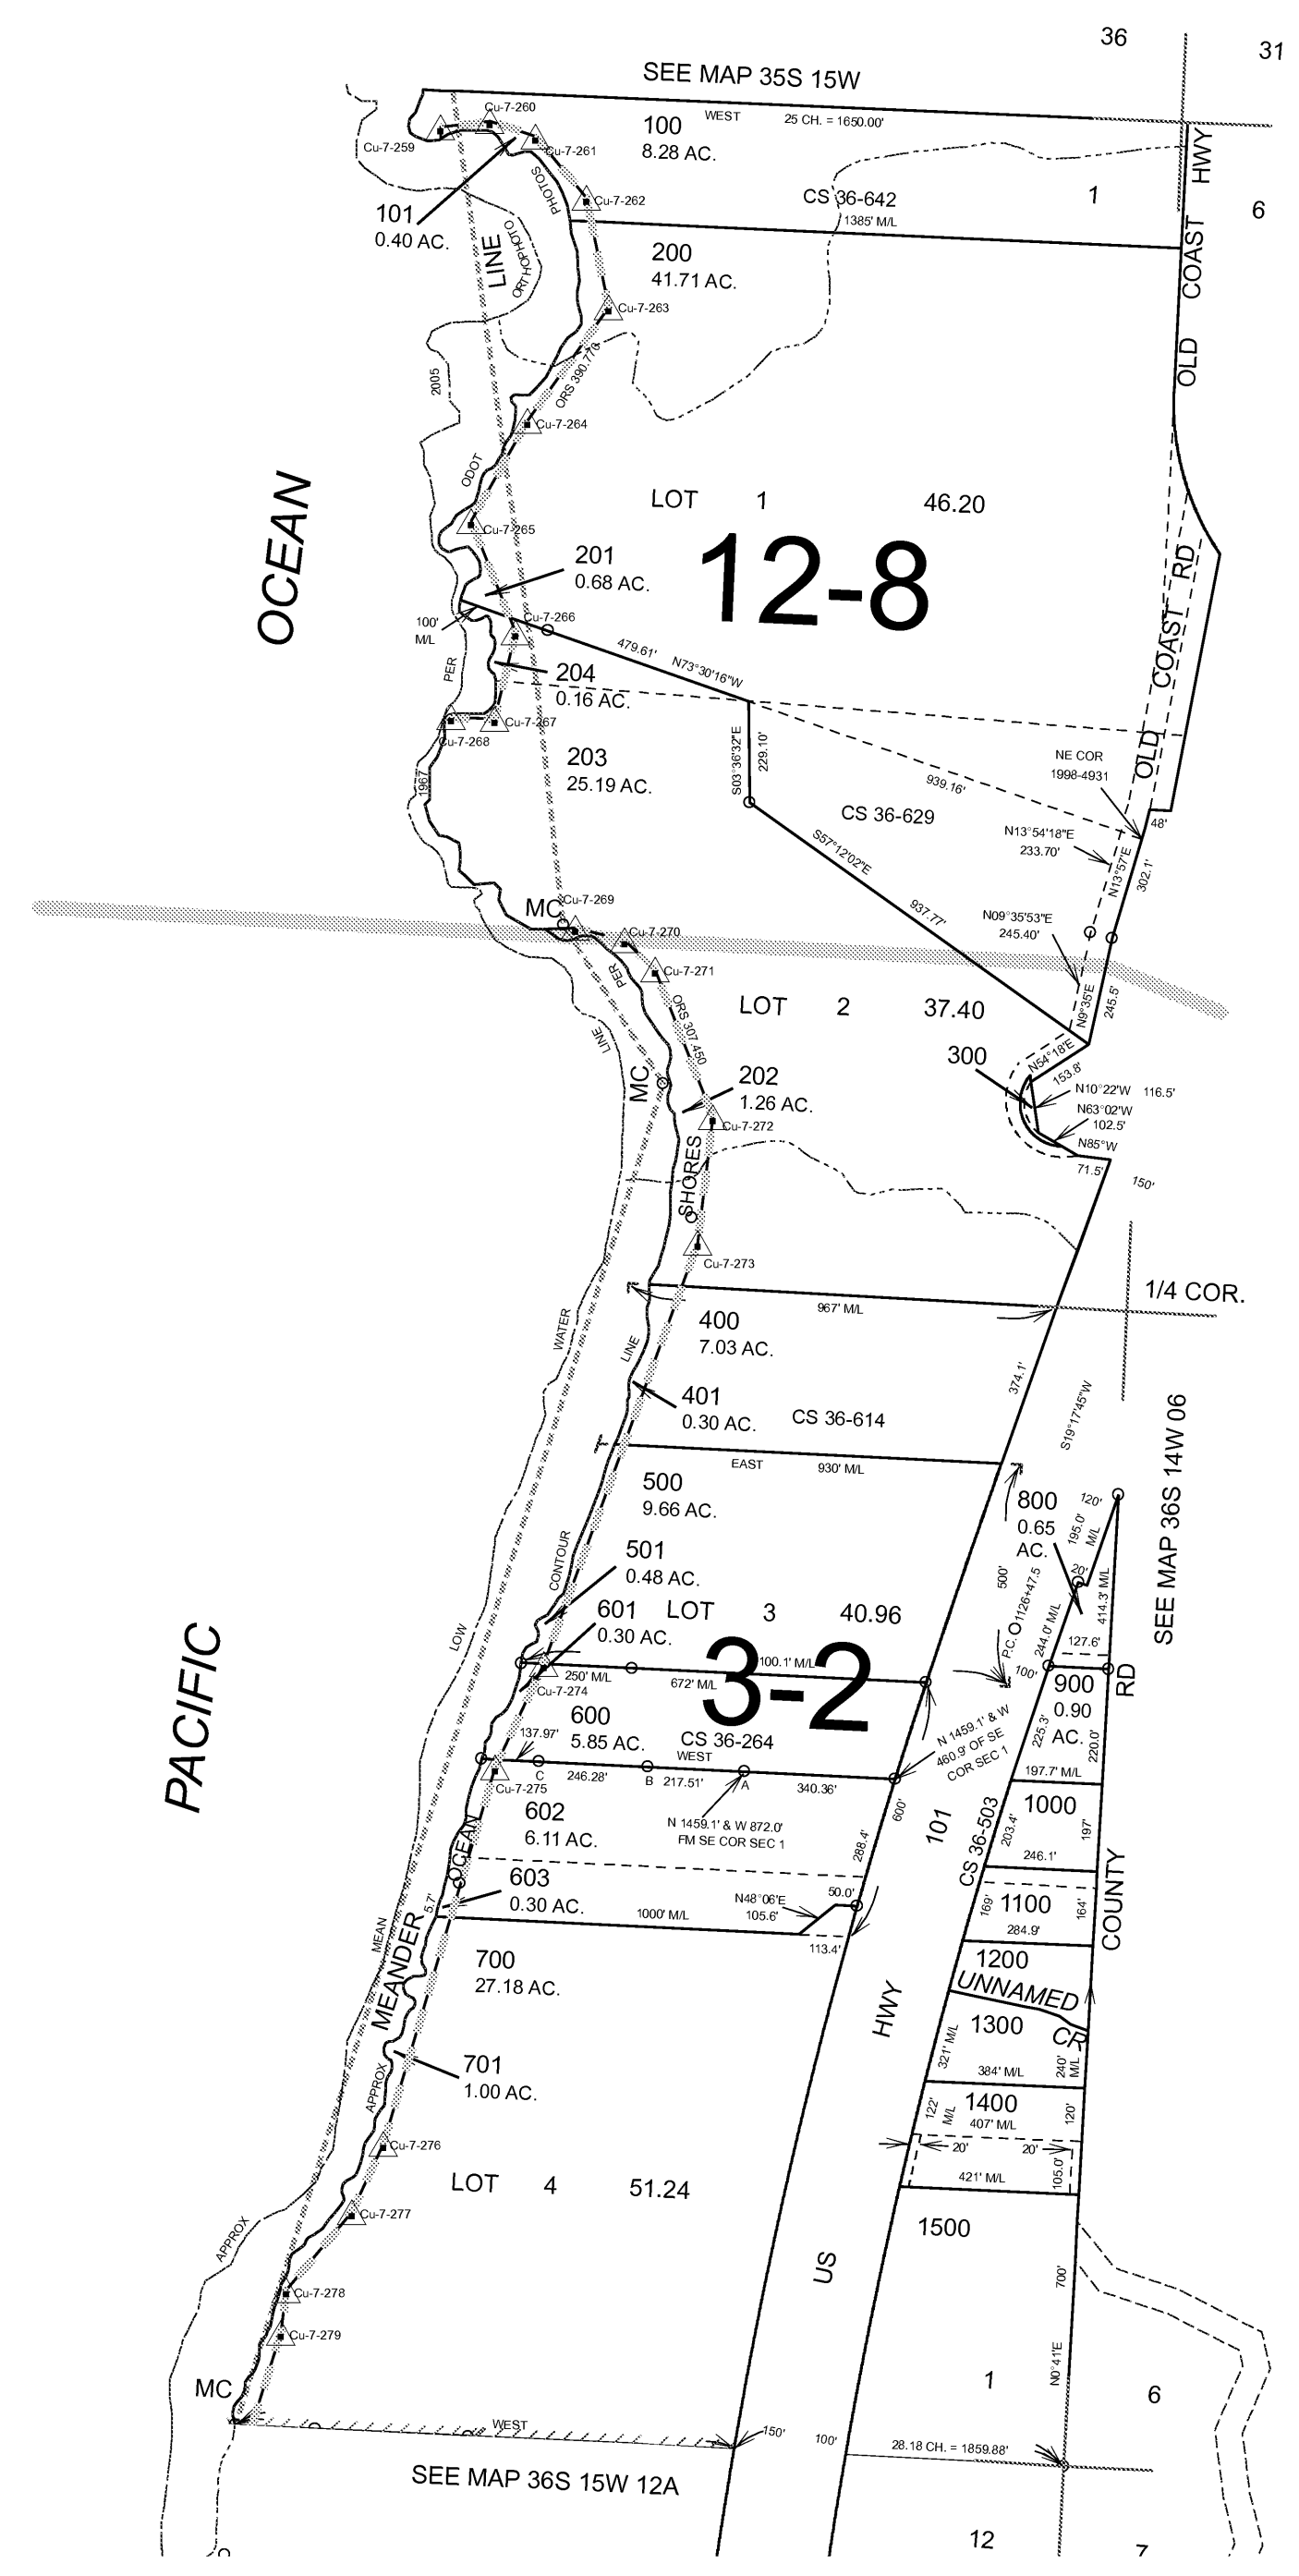 36
31
SEE MAP 35S 15W
Cu-7-260
WEST
25 CH. = 1650.00'
100
8.28 AC.
Cu-7-259
Cu-7-261
HWY
PHOTOS
Cu-7-262
CS 36-642
1
6
101
0.40 AC.
1385' M/L
LINE
ORTHOPHOTO
200
41.71 AC.
COAST
Cu-7-263
OLD
2005
ORS 390.770
Cu-7-264
ODOT
LOT 1 46.20
Cu-7-265
OCEAN
201
0.68 AC.
12-8
RD
100'
M/L
Cu-7-266
479.61'
N73°30'16"W
COAST
PER
204
0.16 AC.
Cu-7-267
Cu-7-268
S03°36'32"E
229.10'
OLD
NE COR
1998-4931
203
25.19 AC.
939.16'
1967
CS 36-629
48'
N13°54'18"E
233.70'
S57°12'02"E
N13°57'E
302.1'
Cu-7-269
MC
937.77'
N09°35'53"E
245.40'
Cu-7-270
PER
Cu-7-271
LOT 2 37.40
N9°35'E
245.5'
ORS 307.450
LINE
300
N54°18'E
153.8'
MC
202
1.26 AC.
N10°22'W 116.5'
N63°02'W
102.5'
Cu-7-272
N85°W
71.5'
150'
SHORES
Cu-7-273
1/4 COR.
967' M/L
400
7.03 AC.
WATER
LINE
374.1'
401
0.30 AC.
CS 36-614
S19°17'45"W
SEE MAP 36S 14W 06
EAST
930' M/L
500
9.66 AC.
800
0.65
AC.
120'
195.0'
M/L
CONTOUR
501
0.48 AC.
20'
500'
P.C.
1126+47.5
244.0' M/L
414.3' M/L
601
0.30 AC.
LOT 3 40.96
LOW
127.6'
3-2
100.1' M/L
250' M/L
672' M/L
100'
Cu-7-274
900
0.90
AC.
RD
PACIFIC
600
5.85 AC.
CS 36-264
WEST
137.97'
N 1459.1' & W
460.9' OF SE
COR SEC 1
225.3'
220.0'
197.7' M/L
C
246.28'
B
217.51'
A
340.36'
Cu-7-275
602
6.11 AC.
N 1459.1' & W 872.0'
FM SE COR SEC 1
600'
101
CS 36-503
1000
203.4'
197'
246.1'
288.4'
OCEAN
603
0.30 AC.
N48°06'E
105.6'
50.0'
169'
1100
284.9'
164'
COUNTY
5.7'
1000' M/L
113.4'
MEAN
MEANDER
700
27.18 AC.
1200
UNNAMED
CR
HWY
1300
321' M/L
384' M/L
240'
M/L
701
1.00 AC.
APPROX
122'
M/L
1400
407' M/L
120'
Cu-7-276
20'
20'
105.0'
421' M/L
LOT 4 51.24
Cu-7-277
1500
APPROX
US
700'
Cu-7-278
Cu-7-279
N0°41'E
MC
1
6
WEST
150'
100'
28.18 CH. = 1859.88'
SEE MAP 36S 15W 12A
12
7